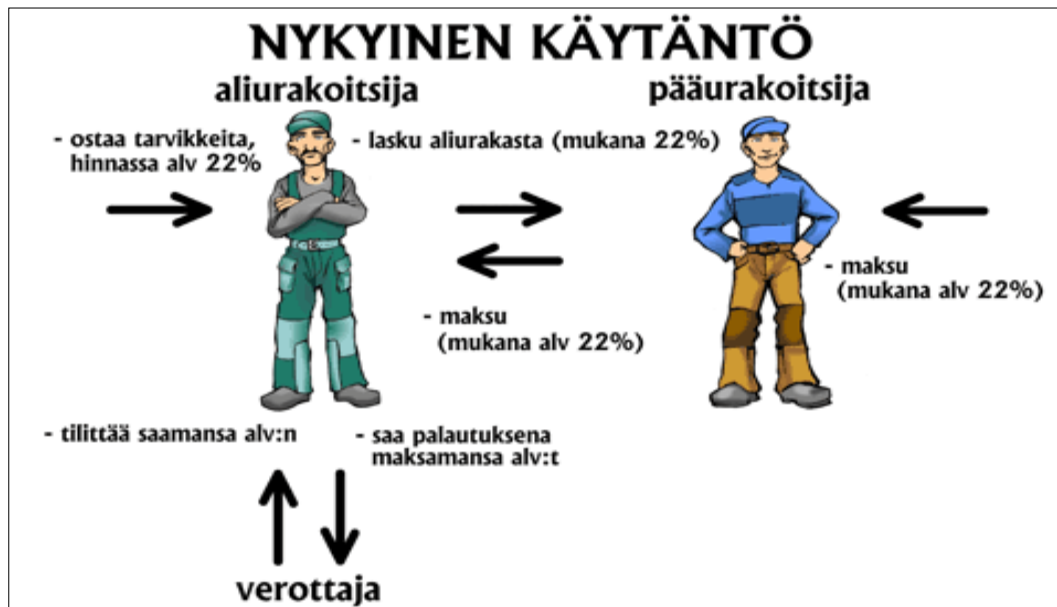 NYKYINEN KÄYTÄNTÖ
aliurakoitsija
pääurakoitsija
- ostaa tarvikkeita,
hinnassa alv 22%
- lasku aliurakasta (mukana 22%)
- maksu
(mukana alv 22%)
- maksu
(mukana alv 22%)
- tilittää saamansa alv:n
- saa palautuksena
maksamansa alv:t
verottaja